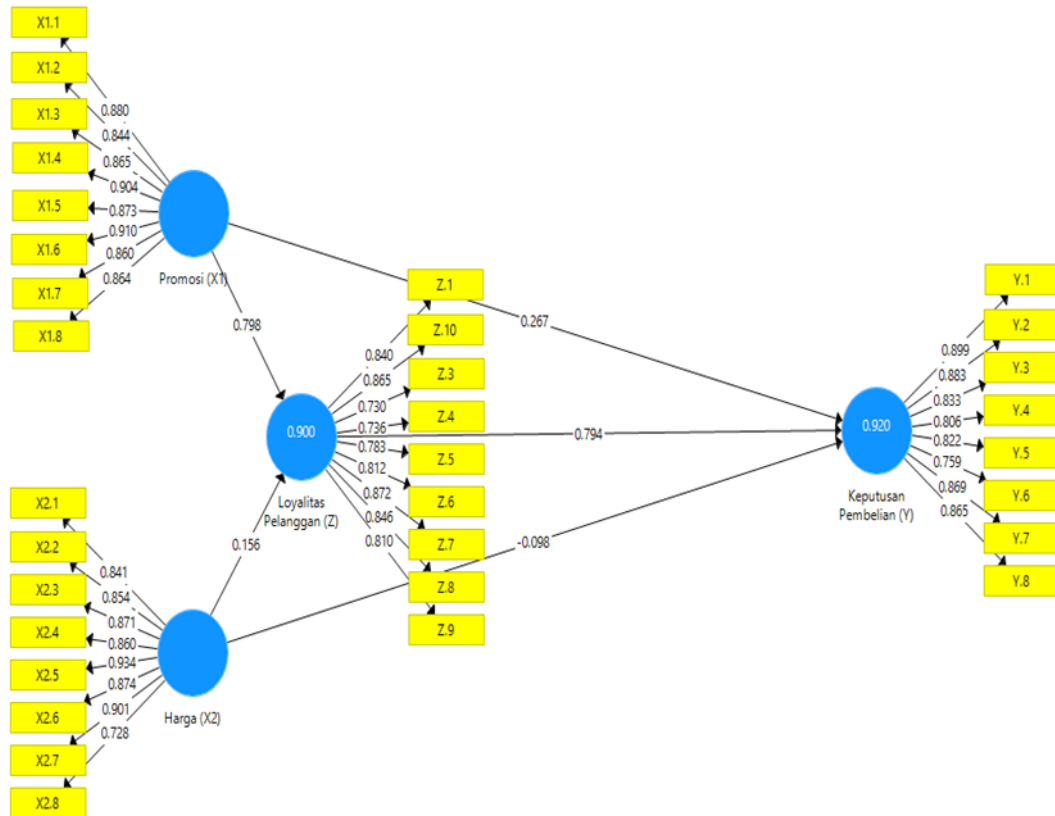 X1.1
X1.2
X1.3
X1.4
X1.5
X1.6
X1.7
X1.8
0.880
0.844
0.865
0.904
0.873
0.910
0.860
0.864
Promosi (X1)
0.798
0.267
Z.1
Z.10
Z.3
Z.4
Z.5
Z.6
Z.7
Z.8
Z.9
0.840
0.865
0.730
0.736
0.783
0.812
0.872
0.846
0.810
0.900
Loyalitas
Pelanggan (Z)
0.794
0.156
-0.098
X2.1
X2.2
X2.3
X2.4
X2.5
X2.6
X2.7
X2.8
0.841
0.854
0.871
0.860
0.934
0.874
0.901
0.728
Harga (X2)
0.920
Keputusan
Pembelian (Y)
0.899
0.883
0.833
0.806
0.822
0.759
0.869
0.865
Y.1
Y.2
Y.3
Y.4
Y.5
Y.6
Y.7
Y.8